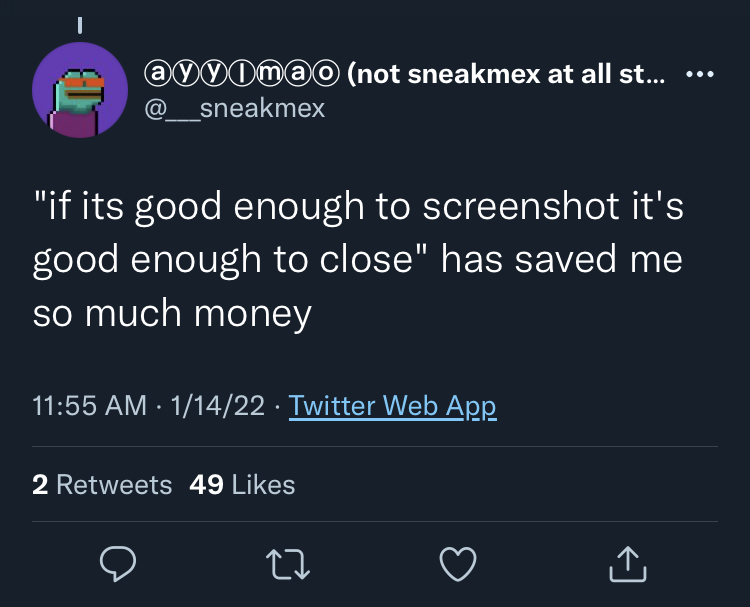 ⓐⓨⓨⓛⓜⓐⓞ (not sneakmex at all st...
@___sneakmex
"if its good enough to screenshot it's
good enough to close" has saved me
so much money
11:55 AM · 1/14/22 · Twitter Web App
2 Retweets 49 Likes